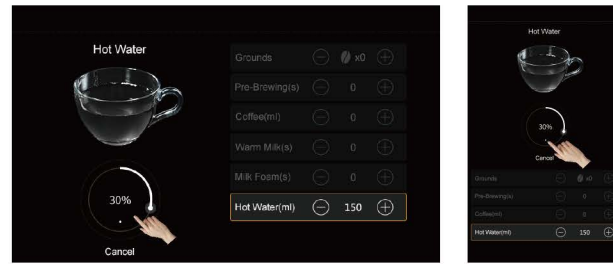 Hot Water
Grounds x0
Pre-Brewing(s) 0
Coffee(ml) 0
Warm Milk(s) 0
Milk Foam(s) 0
Hot Water(ml) 150
30%
Cancel
Hot Water
30%
Cancel
Grounds x0
Pre-Brewing(s) 0
Coffee(ml) 0
Hot Water(ml) 150